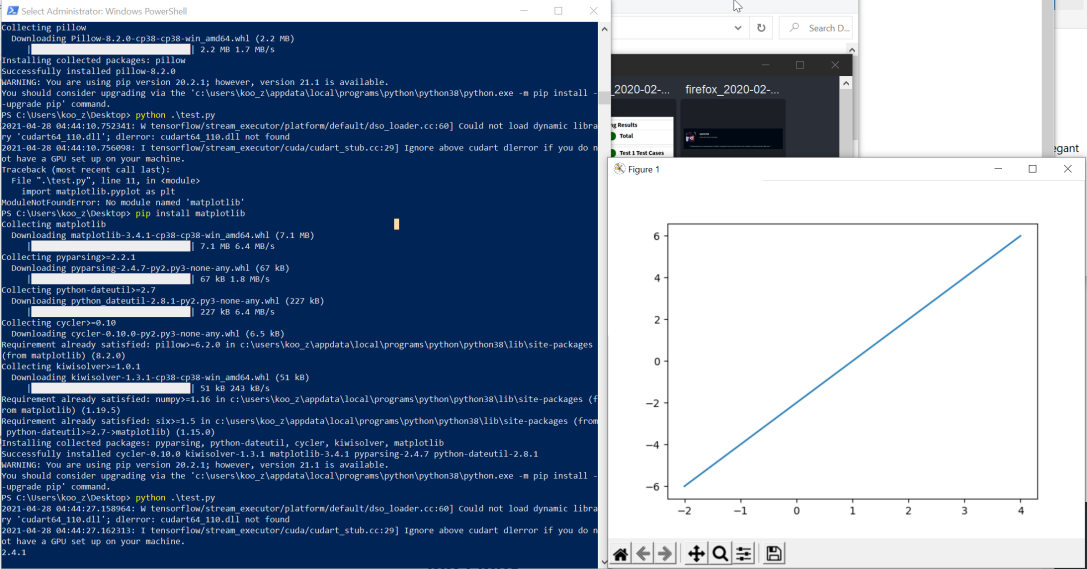 Select Administrator: Windows PowerShell
Collecting pillow
  Downloading Pillow-8.2.0-cp38-cp38-win_amd64.whl (2.2 MB)
     | | 2.2 MB 1.7 MB/s
Installing collected packages: pillow
Successfully installed pillow-8.2.0
WARNING: You are using pip version 20.2.1; however, version 21.1 is available.
You should consider upgrading via the 'c:\users\koo_z\appdata\local\programs\python\python38\python.exe -m pip install -
-upgrade pip' command.
PS C:\Users\koo_z\Desktop> python .\test.py
2021-04-28 04:44:10.752341: W tensorflow/stream_executor/platform/default/dso_loader.cc:60] Could not load dynamic libra
ry 'cudart64_110.dll'; dlerror: cudart64_110.dll not found
2021-04-28 04:44:10.756098: I tensorflow/stream_executor/cuda/cudart_stub.cc:29] Ignore above cudart dlerror if you do n
ot have a GPU set up on your machine.
Traceback (most recent call last):
  File ".\test.py", line 11, in <module>
    import matplotlib.pyplot as plt
ModuleNotFoundError: No module named 'matplotlib'
PS C:\Users\koo_z\Desktop> pip install matplotlib
Collecting matplotlib
  Downloading matplotlib-3.4.1-cp38-cp38-win_amd64.whl (7.1 MB)
     | | 7.1 MB 6.4 MB/s
Collecting pyparsing>=2.2.1
  Downloading pyparsing-2.4.7-py2.py3-none-any.whl (67 kB)
     | | 67 kB 1.8 MB/s
Collecting python-dateutil>=2.7
  Downloading python_dateutil-2.8.1-py2.py3-none-any.whl (227 kB)
     | | 227 kB 6.4 MB/s
Collecting cycler>=0.10
  Downloading cycler-0.10.0-py2.py3-none-any.whl (6.5 kB)
Requirement already satisfied: pillow>=6.2.0 in c:\users\koo_z\appdata\local\programs\python\python38\lib\site-packages
(from matplotlib) (8.2.0)
Collecting kiwisolver>=1.0.1
  Downloading kiwisolver-1.3.1-cp38-cp38-win_amd64.whl (51 kB)
     | | 51 kB 243 kB/s
Requirement already satisfied: numpy>=1.16 in c:\users\koo_z\appdata\local\programs\python\python38\lib\site-packages (f
rom matplotlib) (1.19.5)
Requirement already satisfied: six>=1.5 in c:\users\koo_z\appdata\local\programs\python\python38\lib\site-packages (from
 python-dateutil>=2.7->matplotlib) (1.15.0)
Installing collected packages: pyparsing, python-dateutil, cycler, kiwisolver, matplotlib
Successfully installed cycler-0.10.0 kiwisolver-1.3.1 matplotlib-3.4.1 pyparsing-2.4.7 python-dateutil-2.8.1
WARNING: You are using pip version 20.2.1; however, version 21.1 is available.
You should consider upgrading via the 'c:\users\koo_z\appdata\local\programs\python\python38\python.exe -m pip install -
-upgrade pip' command.
PS C:\Users\koo_z\Desktop> python .\test.py
2021-04-28 04:44:27.158964: W tensorflow/stream_executor/platform/default/dso_loader.cc:60] Could not load dynamic libra
ry 'cudart64_110.dll'; dlerror: cudart64_110.dll not found
2021-04-28 04:44:27.162313: I tensorflow/stream_executor/cuda/cudart_stub.cc:29] Ignore above cudart dlerror if you do n
ot have a GPU set up on your machine.
2.4.1
Search D...
_2020-02-...
firefox_2020-02-...
ng Results
Total
Test 1 Test Cases
egant
Figure 1
6
4
2
0
−2
−4
−6
−2 −1 0 1 2 3 4